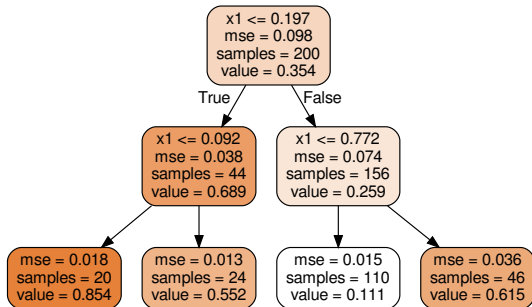 x1 <= 0.197
mse = 0.098
samples = 200
value = 0.354
True
False
x1 <= 0.092
mse = 0.038
samples = 44
value = 0.689
x1 <= 0.772
mse = 0.074
samples = 156
value = 0.259
mse = 0.018
samples = 20
value = 0.854
mse = 0.013
samples = 24
value = 0.552
mse = 0.015
samples = 110
value = 0.111
mse = 0.036
samples = 46
value = 0.615